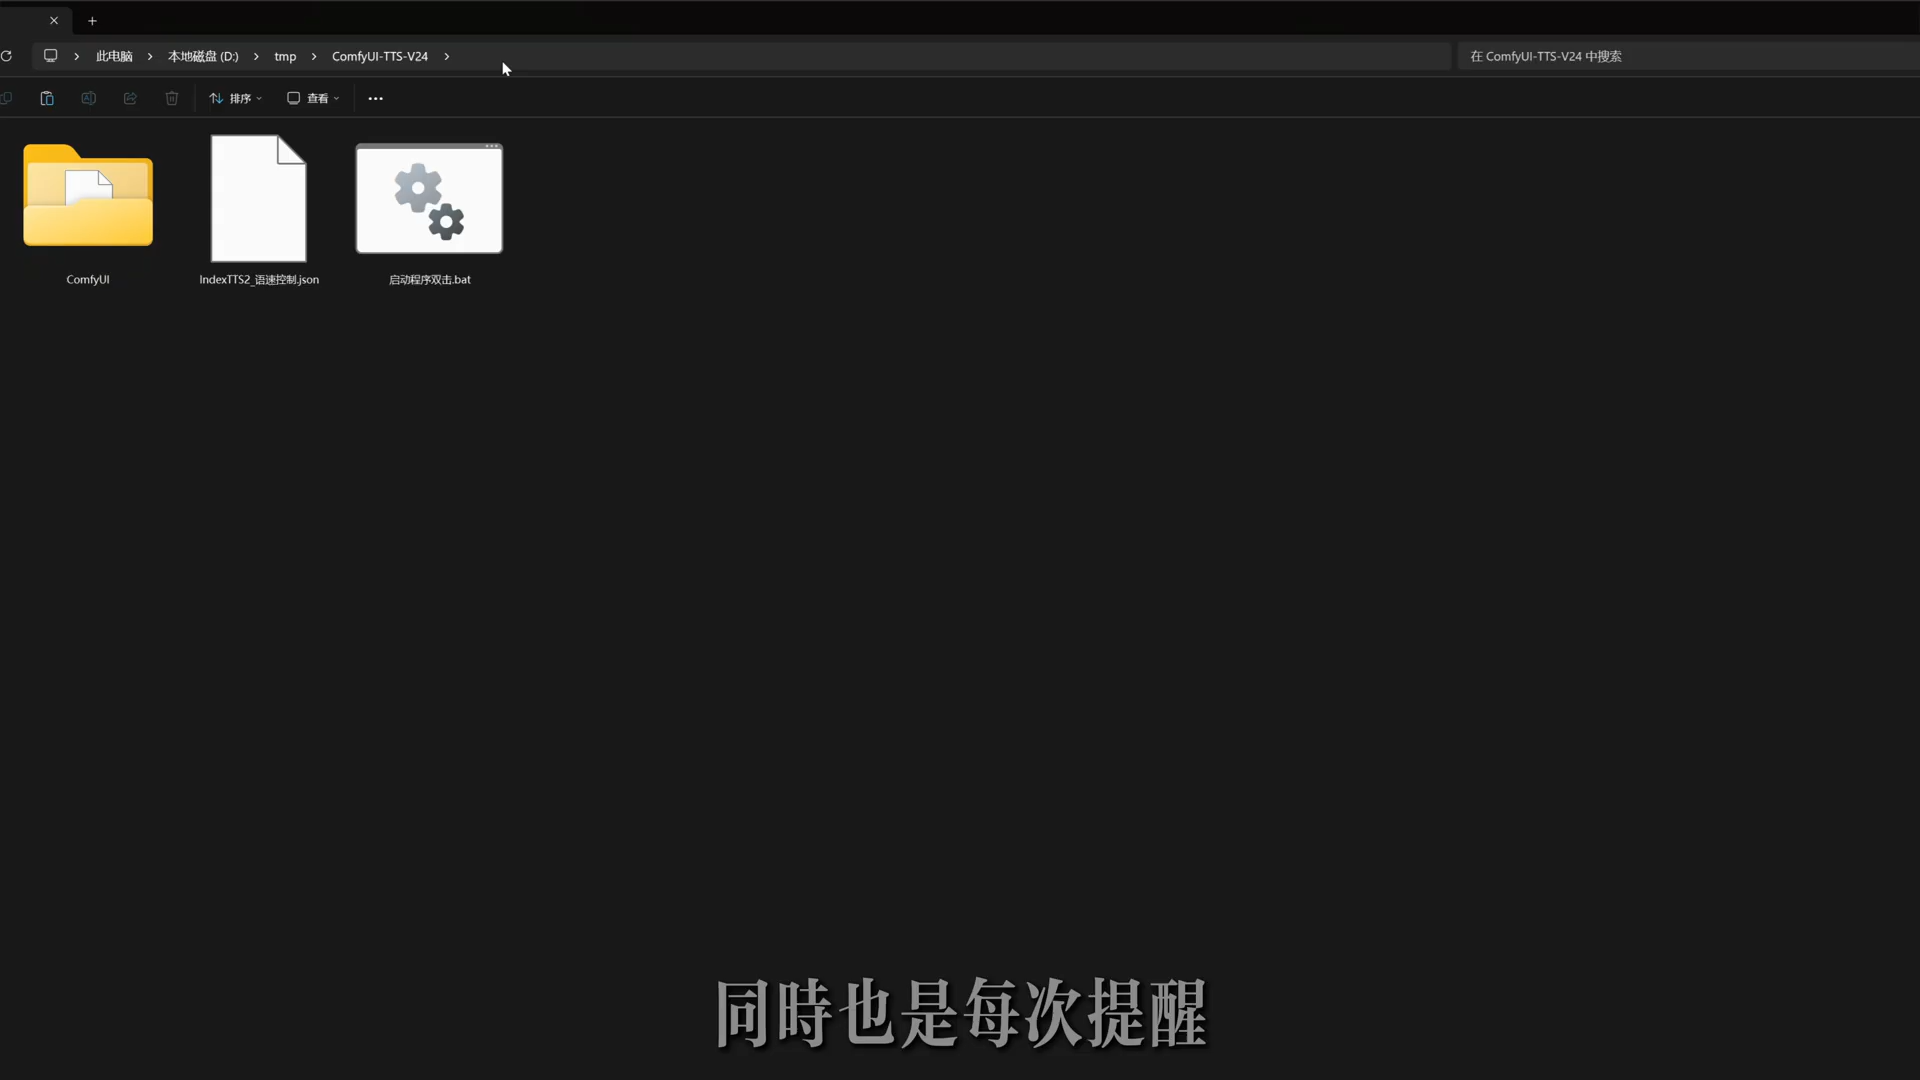 此电脑 本地磁盘 (D:) tmp ComfyUI-TTS-V24
在 ComfyUI-TTS-V24 中搜索
排序 查看
ComfyUI
IndexTTS2_语速控制.json
启动程序双击.bat
同時也是每次提醒